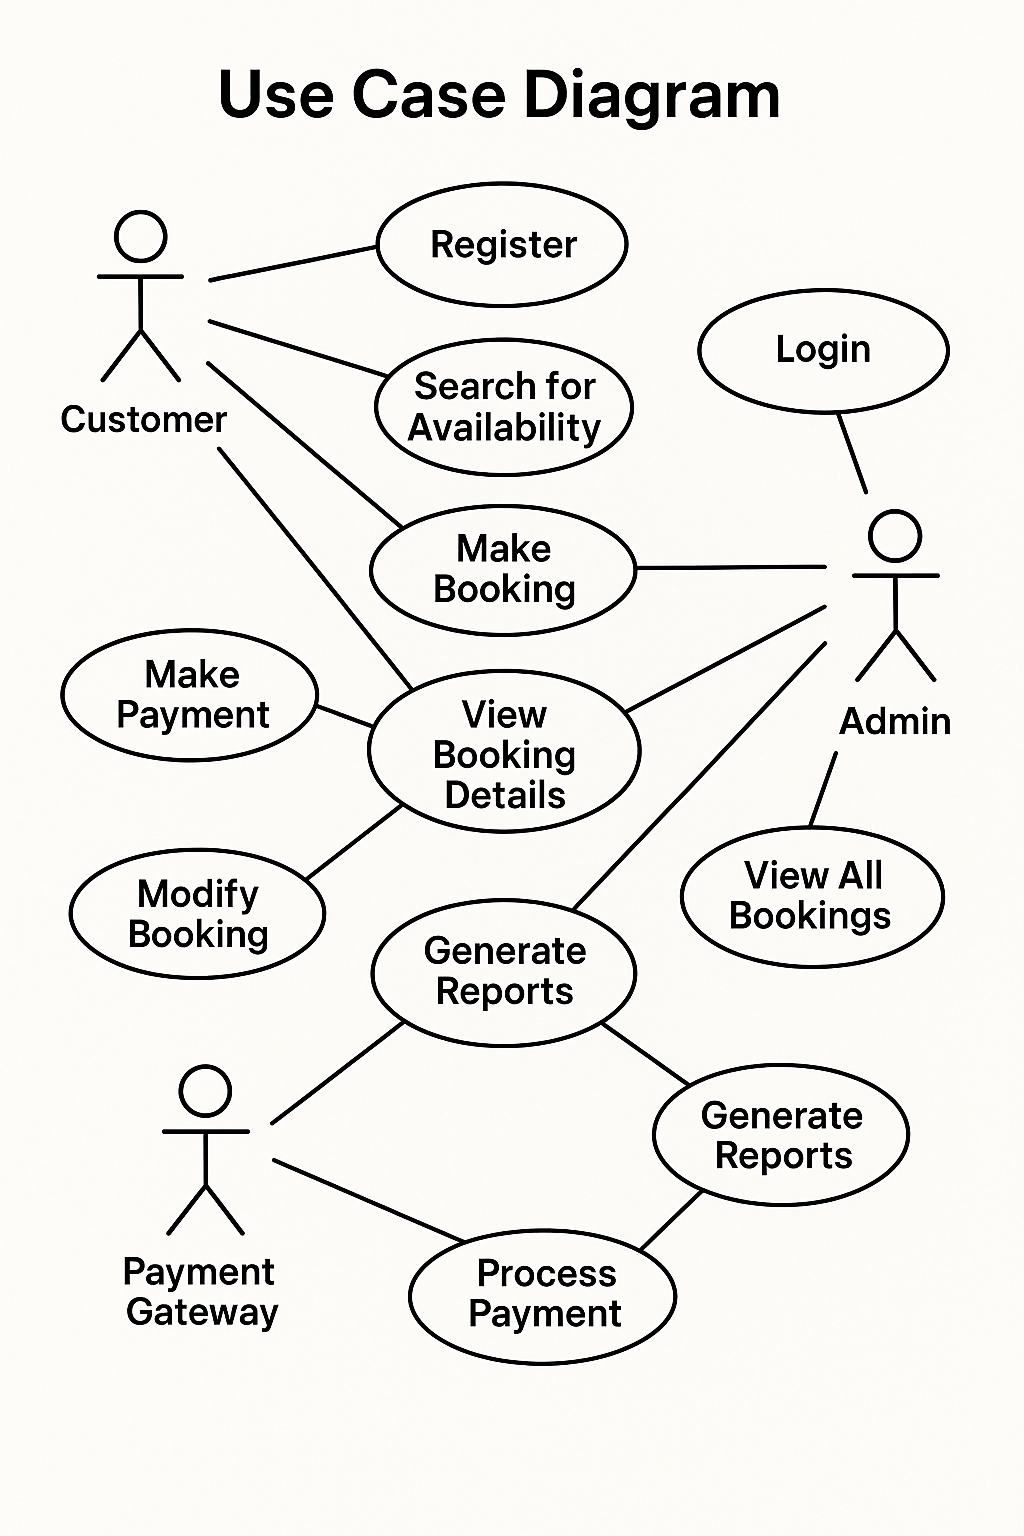 Use Case Diagram
Register
Login
Search for
Availability
Customer
Make
Booking
Make
Payment
View
Booking
Details
Admin
Modify
Booking
View All
Bookings
Generate
Reports
Generate
Reports
Payment
Gateway
Process
Payment